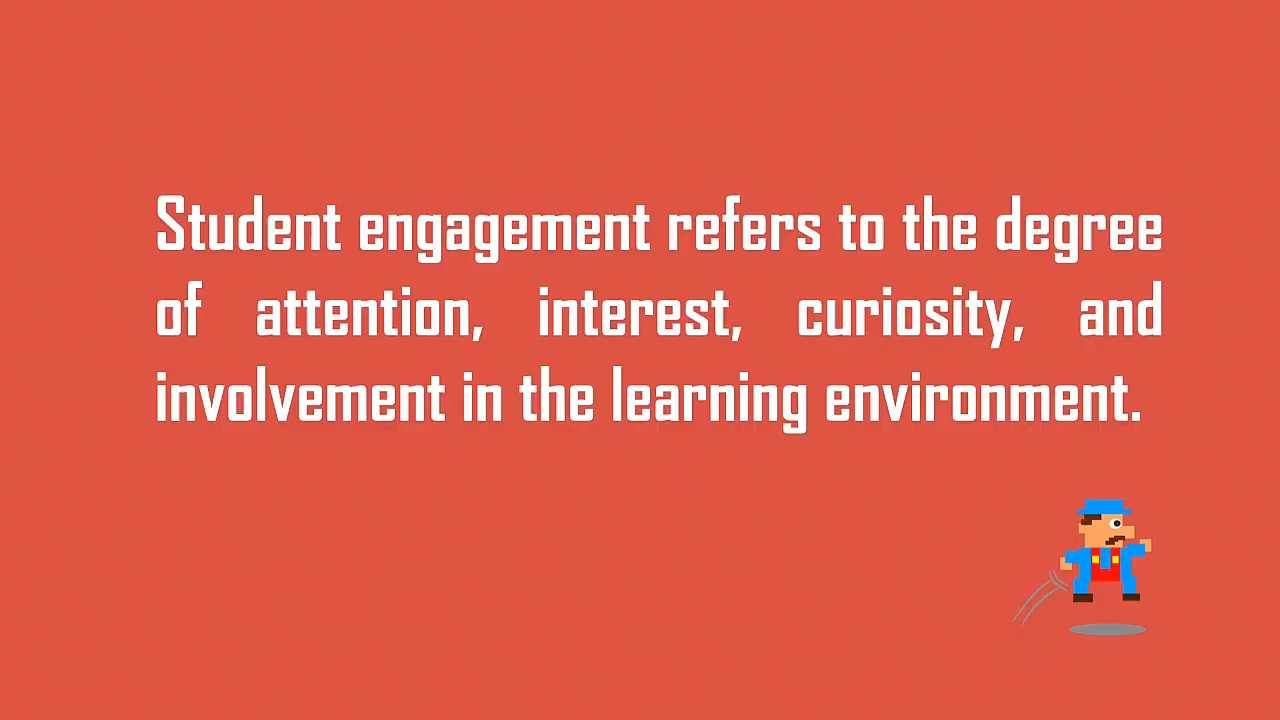 Student engagement refers to the degree
of attention, interest, curiosity, and
involvement in the learning environment.